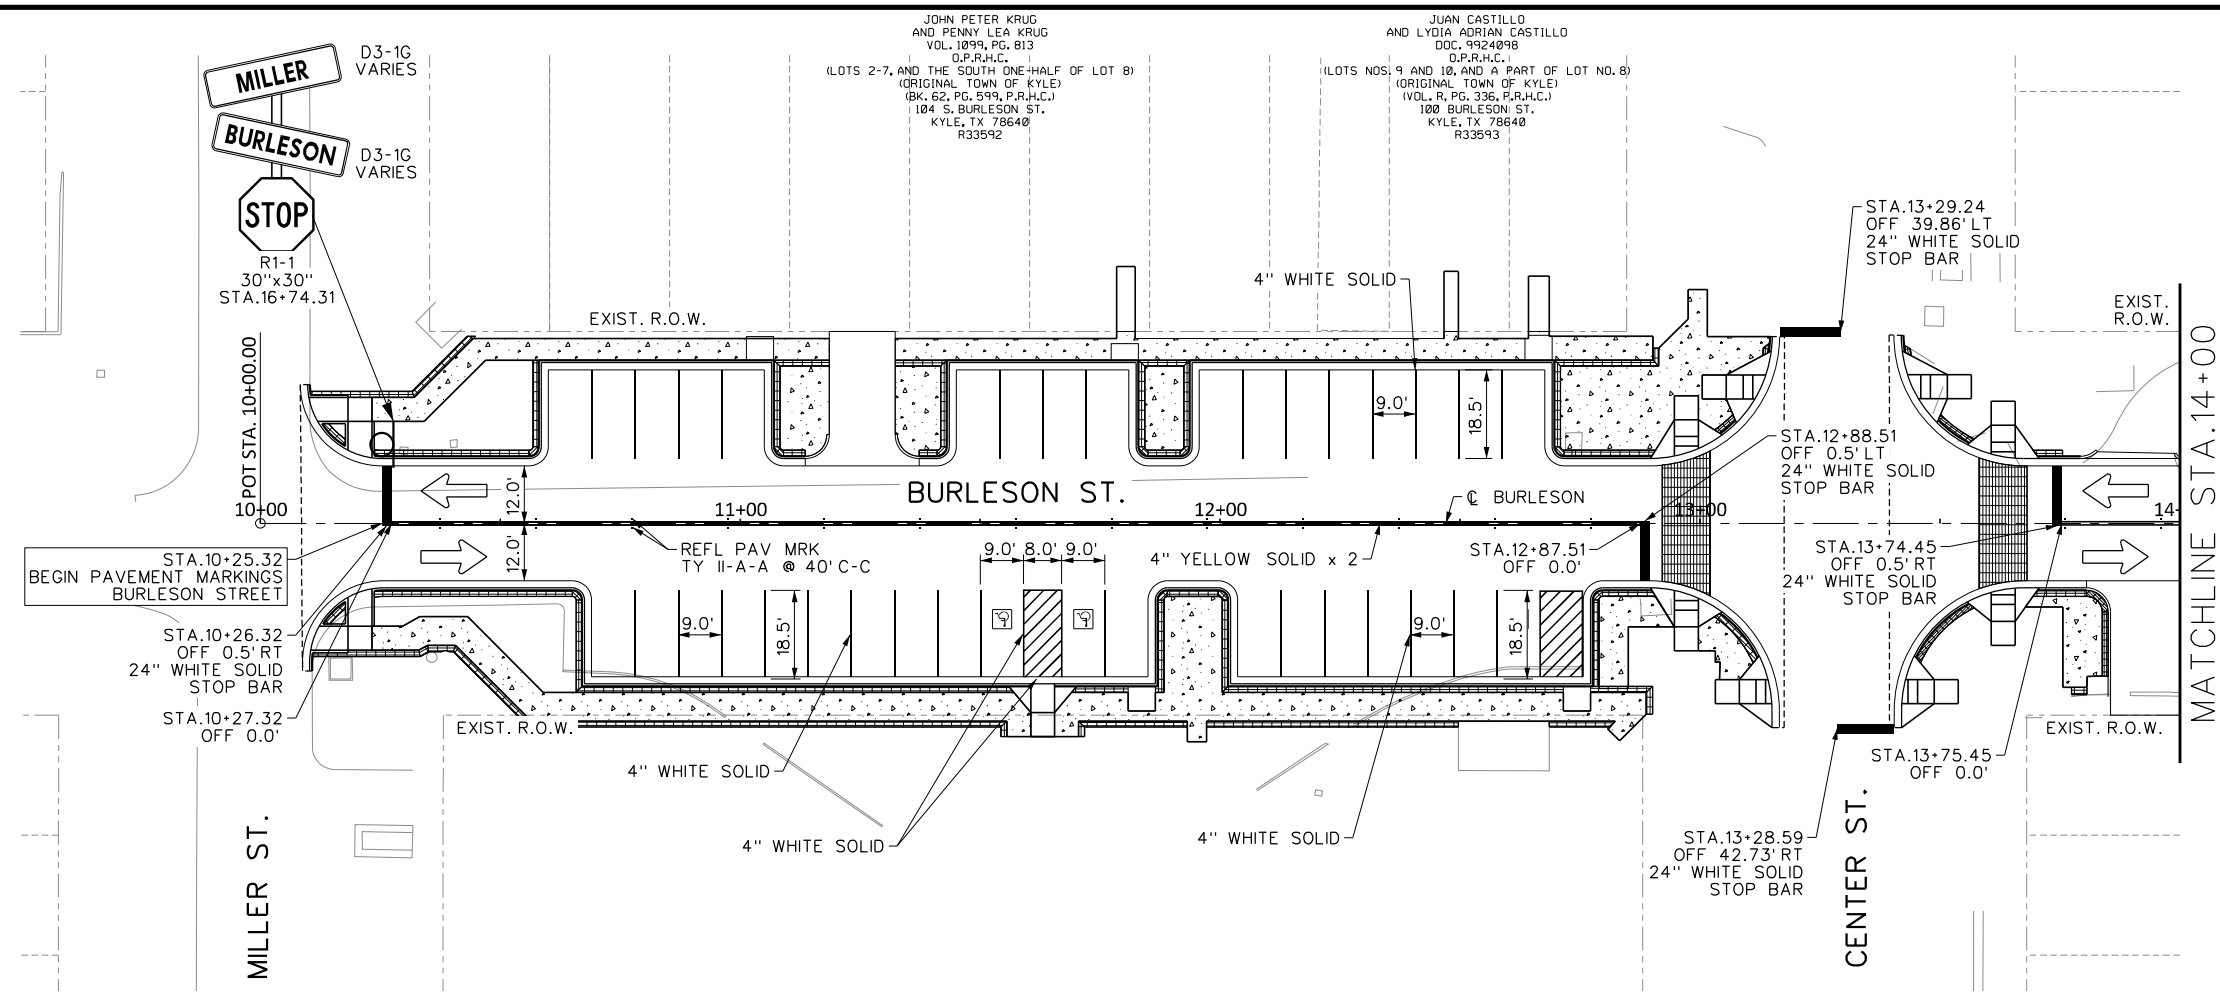 JOHN PETER KRUG
AND PENNY LEA KRUG
VOL. 1099, PG. 813
O.P.R.H.C.
(LOTS 2-7, AND THE SOUTH ONE-HALF OF LOT 8)
(ORIGINAL TOWN OF KYLE)
(BK. 62, PG. 599, P.R.H.C.)
104 S. BURLESON ST.
KYLE, TX 78640
R33592
JUAN CASTILLO
AND LYDIA ADRIAN CASTILLO
DOC. 9924098
O.P.R.H.C.
(LOTS NOS. 9 AND 10, AND A PART OF LOT NO. 8)
(ORIGINAL TOWN OF KYLE)
(VOL. R, PG. 336, P.R.H.C.)
100 BURLESON ST.
KYLE, TX 78640
R33593
MILLER
D3-1G
VARIES
BURLESON
D3-1G
VARIES
STOP
R1-1
30"x30"
STA.16+74.31
STA.13+29.24
OFF 39.86' LT
24" WHITE SOLID
STOP BAR
EXIST. R.O.W.
4" WHITE SOLID
EXIST.
R.O.W.
POT STA. 10+00.00
9.0'
18.5'
STA.12+88.51
OFF 0.5' LT
24" WHITE SOLID
STOP BAR
MATCHLINE STA.14+00
BURLESON ST.
12.0'
℄ BURLESON
10+00
11+00
12+00
13+00
14+
12.0'
STA.10+25.32
BEGIN PAVEMENT MARKINGS
BURLESON STREET
REFL PAV MRK
TY II-A-A @ 40' C-C
9.0'
8.0'
9.0'
4" YELLOW SOLID x 2
STA.12+87.51
OFF 0.0'
STA.13+74.45
OFF 0.5' RT
24" WHITE SOLID
STOP BAR
STA.10+26.32
OFF 0.5' RT
24" WHITE SOLID
STOP BAR
9.0'
18.5'
9.0'
18.5'
STA.10+27.32
OFF 0.0'
EXIST. R.O.W.
EXIST. R.O.W.
4" WHITE SOLID
STA.13+75.45
OFF 0.0'
4" WHITE SOLID
4" WHITE SOLID
STA.13+28.59
OFF 42.73' RT
24" WHITE SOLID
STOP BAR
MILLER ST.
CENTER ST.